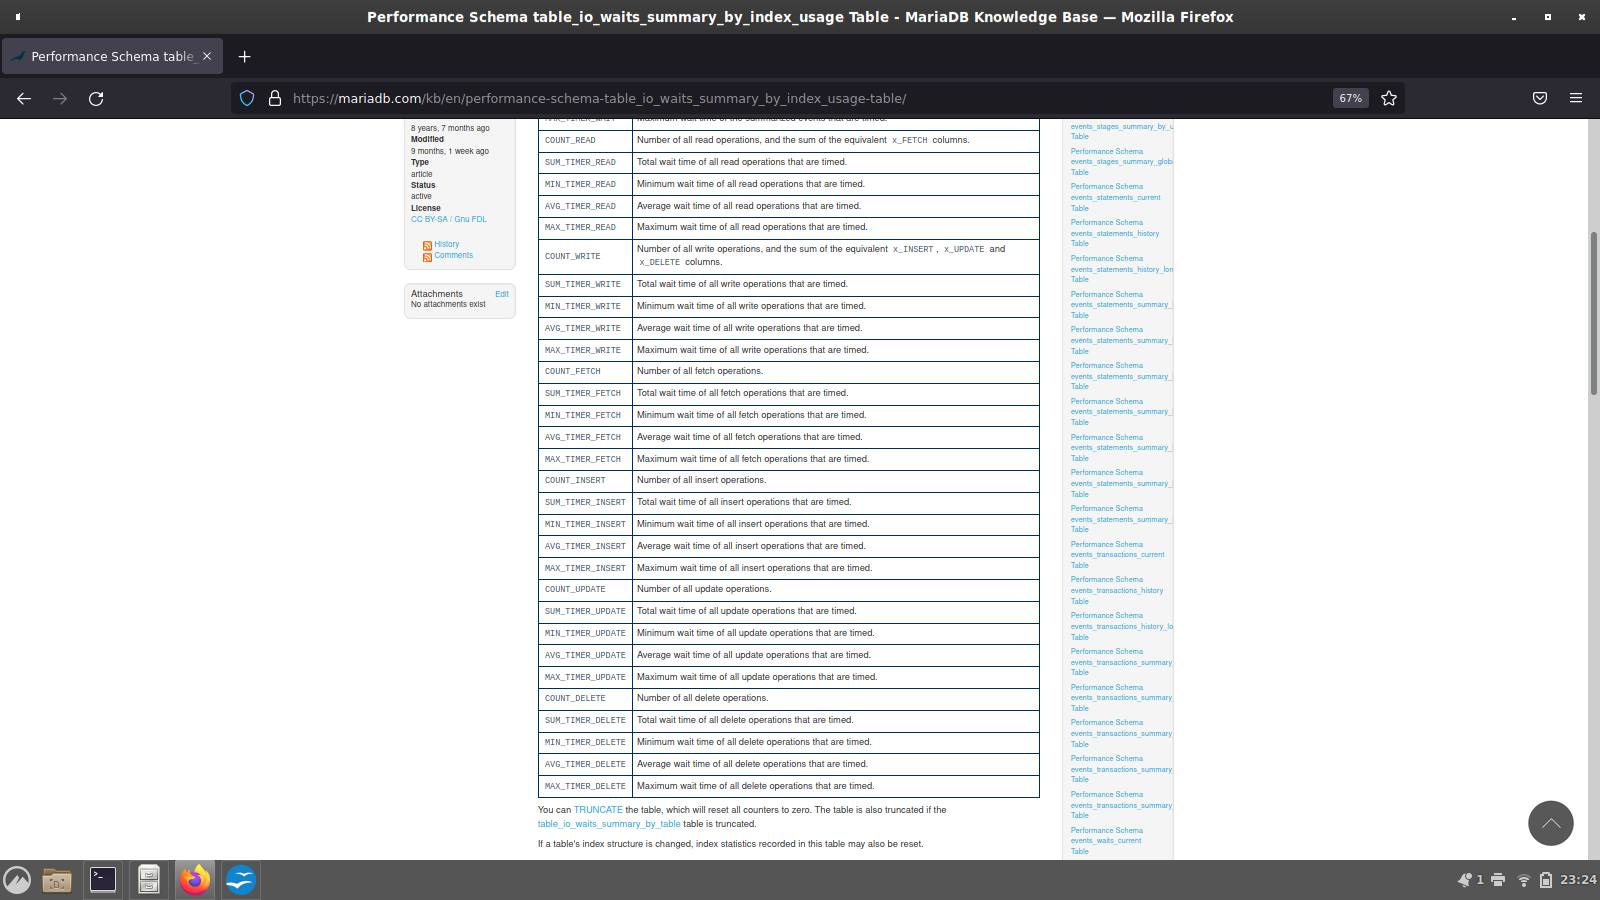 Performance Schema table_io_waits_summary_by_index_usage Table - MariaDB Knowledge Base — Mozilla Firefox
Performance Schema table_
https://mariadb.com/kb/en/performance-schema-table_io_waits_summary_by_index_usage-table/
67%
8 years, 7 months ago
Modified
9 months, 1 week ago
Type
article
Status
active
License
CC BY-SA / Gnu FDL
History
Comments
Attachments Edit
No attachments exist
COUNT_READ Number of all read operations, and the sum of the equivalent x_FETCH columns.
SUM_TIMER_READ Total wait time of all read operations that are timed.
MIN_TIMER_READ Minimum wait time of all read operations that are timed.
AVG_TIMER_READ Average wait time of all read operations that are timed.
MAX_TIMER_READ Maximum wait time of all read operations that are timed.
COUNT_WRITE Number of all write operations, and the sum of the equivalent x_INSERT , x_UPDATE and
x_DELETE columns.
SUM_TIMER_WRITE Total wait time of all write operations that are timed.
MIN_TIMER_WRITE Minimum wait time of all write operations that are timed.
AVG_TIMER_WRITE Average wait time of all write operations that are timed.
MAX_TIMER_WRITE Maximum wait time of all write operations that are timed.
COUNT_FETCH Number of all fetch operations.
SUM_TIMER_FETCH Total wait time of all fetch operations that are timed.
MIN_TIMER_FETCH Minimum wait time of all fetch operations that are timed.
AVG_TIMER_FETCH Average wait time of all fetch operations that are timed.
MAX_TIMER_FETCH Maximum wait time of all fetch operations that are timed.
COUNT_INSERT Number of all insert operations.
SUM_TIMER_INSERT Total wait time of all insert operations that are timed.
MIN_TIMER_INSERT Minimum wait time of all insert operations that are timed.
AVG_TIMER_INSERT Average wait time of all insert operations that are timed.
MAX_TIMER_INSERT Maximum wait time of all insert operations that are timed.
COUNT_UPDATE Number of all update operations.
SUM_TIMER_UPDATE Total wait time of all update operations that are timed.
MIN_TIMER_UPDATE Minimum wait time of all update operations that are timed.
AVG_TIMER_UPDATE Average wait time of all update operations that are timed.
MAX_TIMER_UPDATE Maximum wait time of all update operations that are timed.
COUNT_DELETE Number of all delete operations.
SUM_TIMER_DELETE Total wait time of all delete operations that are timed.
MIN_TIMER_DELETE Minimum wait time of all delete operations that are timed.
AVG_TIMER_DELETE Average wait time of all delete operations that are timed.
MAX_TIMER_DELETE Maximum wait time of all delete operations that are timed.
You can TRUNCATE the table, which will reset all counters to zero. The table is also truncated if the
table_io_waits_summary_by_table table is truncated.
If a table's index structure is changed, index statistics recorded in this table may also be reset.
events_stages_summary_by_u
Table
Performance Schema
events_stages_summary_globa
Table
Performance Schema
events_statements_current
Table
Performance Schema
events_statements_history
Table
Performance Schema
events_statements_history_lon
Table
Performance Schema
events_statements_summary_
Table
Performance Schema
events_statements_summary_
Table
Performance Schema
events_statements_summary_
Table
Performance Schema
events_statements_summary_
Table
Performance Schema
events_statements_summary_
Table
Performance Schema
events_statements_summary_
Table
Performance Schema
events_statements_summary_
Table
Performance Schema
events_transactions_current
Table
Performance Schema
events_transactions_history
Table
Performance Schema
events_transactions_history_lo
Table
Performance Schema
events_transactions_summary
Table
Performance Schema
events_transactions_summary
Table
Performance Schema
events_transactions_summary
Table
Performance Schema
events_transactions_summary
Table
Performance Schema
events_transactions_summary
Table
Performance Schema
events_waits_current
Table
1
23:24